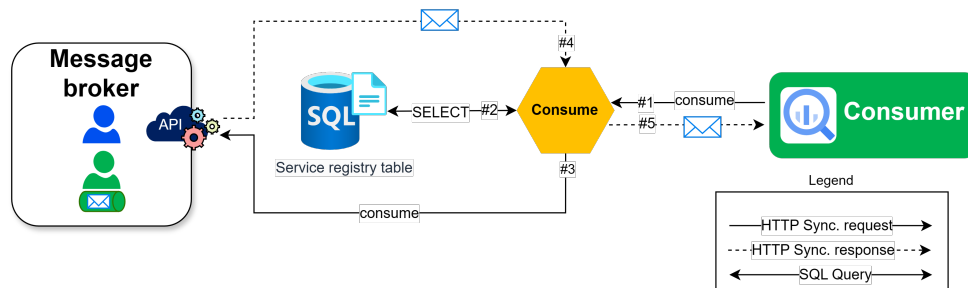 Message
broker
API
#4
SQL
SELECT
#2
Service registry table
Consume
#1
consume
#5
Consumer
#3
consume
Legend
HTTP Sync. request
HTTP Sync. response
SQL Query